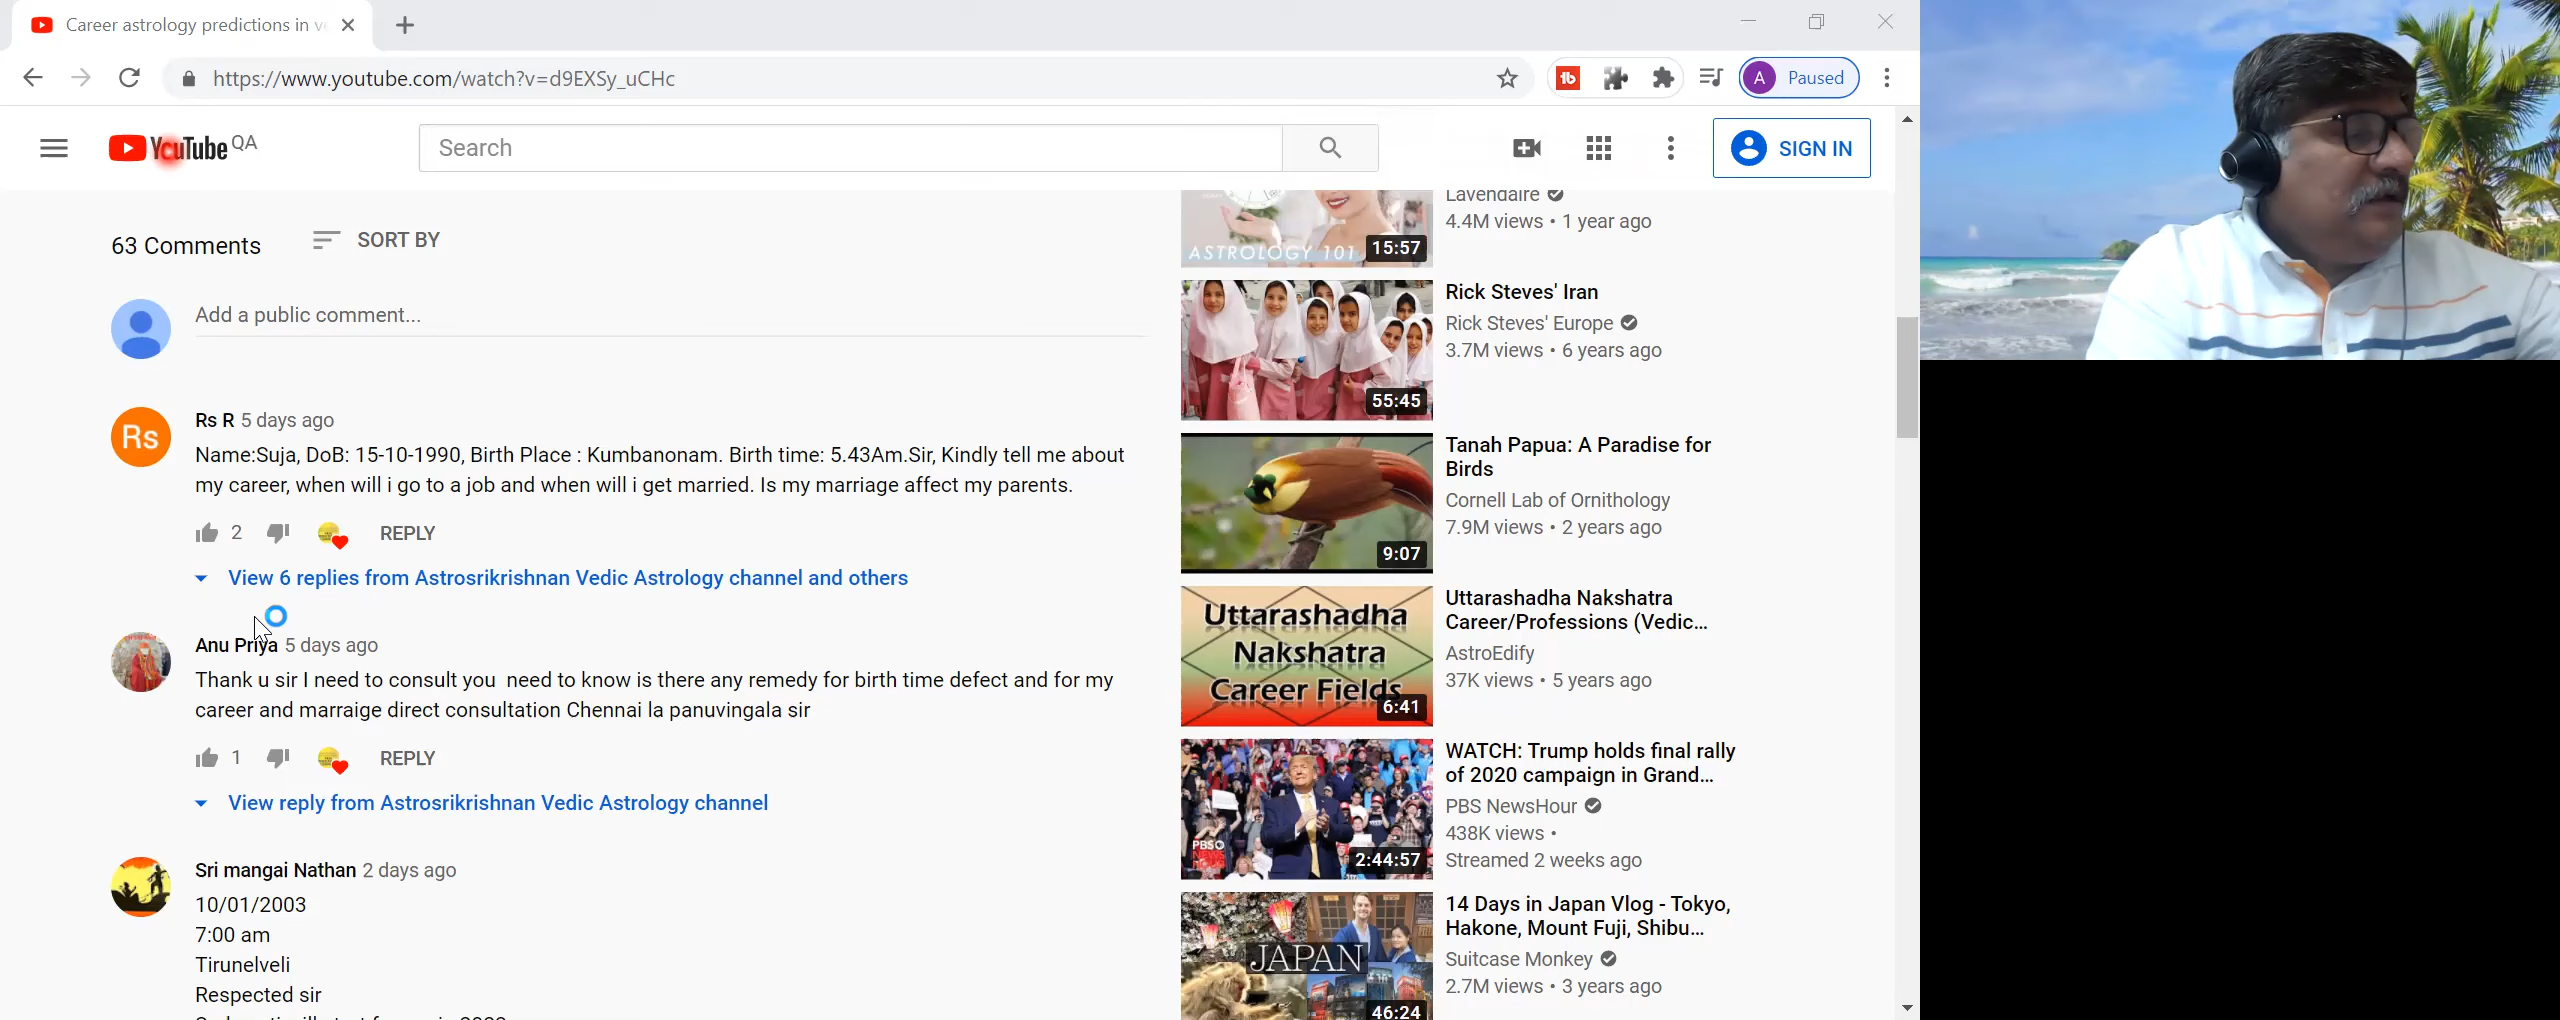 Career astrology predictions in v
https://www.youtube.com/watch?v=d9EXSy_uCHc
A Paused
YouTube QA
Search
SIGN IN
63 Comments
SORT BY
Add a public comment...
Rs
Rs R 5 days ago
Name:Suja, DoB: 15-10-1990, Birth Place : Kumbanonam. Birth time: 5.43Am.Sir, Kindly tell me about
my career, when will i go to a job and when will i get married. Is my marriage affect my parents.
2 REPLY
View 6 replies from Astrosrikrishnan Vedic Astrology channel and others
Anu Priya 5 days ago
Thank u sir I need to consult you need to know is there any remedy for birth time defect and for my
career and marraige direct consultation Chennai la panuvingala sir
1 REPLY
View reply from Astrosrikrishnan Vedic Astrology channel
Sri mangai Nathan 2 days ago
10/01/2003
7:00 am
Tirunelveli
Respected sir
ASTROLOGY 101
15:57
Lavendaire
4.4M views • 1 year ago
55:45
Rick Steves' Iran
Rick Steves' Europe
3.7M views • 6 years ago
9:07
Tanah Papua: A Paradise for
Birds
Cornell Lab of Ornithology
7.9M views • 2 years ago
Uttarashadha
Nakshatra
Career Fields
6:41
Uttarashadha Nakshatra
Career/Professions (Vedic...
AstroEdify
37K views • 5 years ago
PBS
NEWS
HOUR
2:44:57
WATCH: Trump holds final rally
of 2020 campaign in Grand...
PBS NewsHour
438K views •
Streamed 2 weeks ago
JAPAN
46:24
14 Days in Japan Vlog - Tokyo,
Hakone, Mount Fuji, Shibu...
Suitcase Monkey
2.7M views • 3 years ago